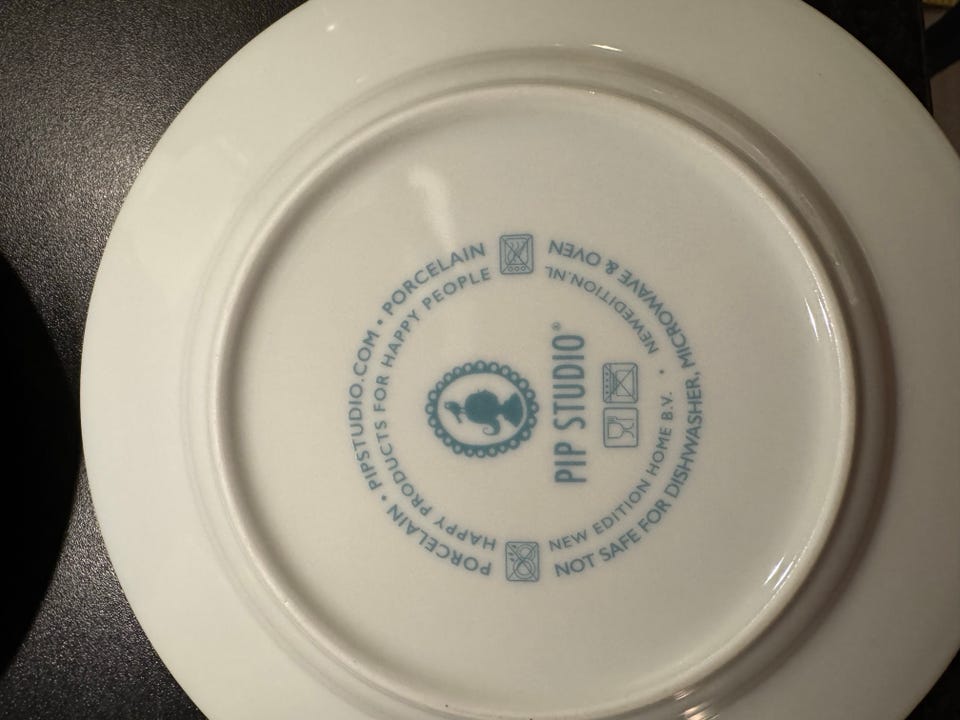 PORCELAIN • PIPSTUDIO.COM • PORCELAIN
HAPPY PRODUCTS FOR HAPPY PEOPLE
PIP STUDIO®
NEW EDITION HOME B.V. • NEWEDITION.NL
NOT SAFE FOR DISHWASHER, MICROWAVE & OVEN